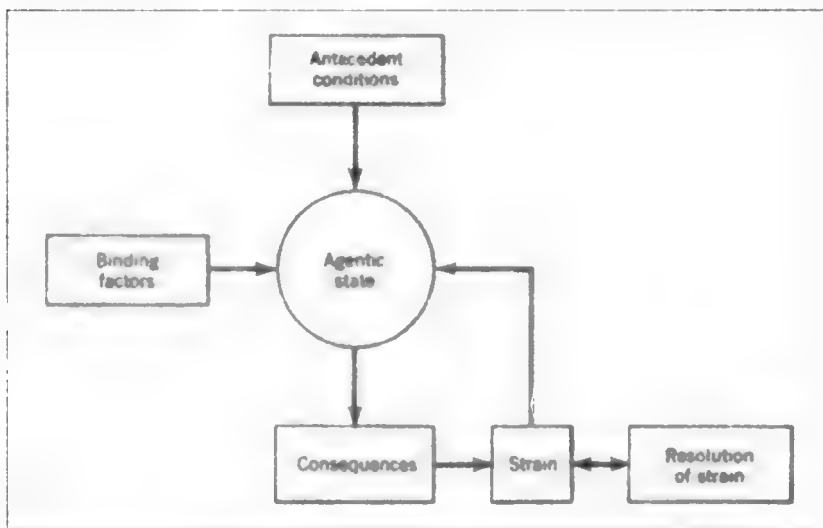 Antecedent
conditions
Binding
factors
Agentic
state
Consequences
Strain
Resolution
of strain